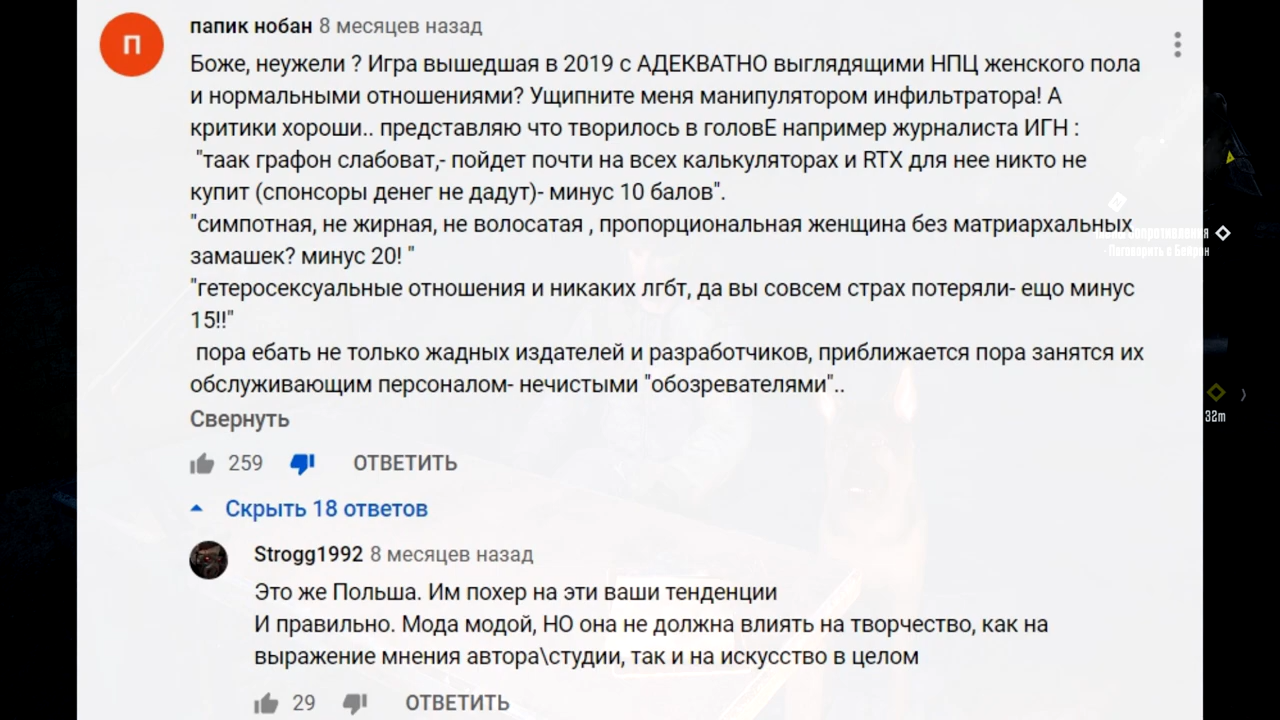 П
папик нобан 8 месяцев назад
Боже, неужели ? Игра вышедшая в 2019 с АДЕКВАТНО выглядящими НПЦ женского пола
и нормальными отношениями? Ущипните меня манипулятором инфильтратора! А
критики хороши.. представляю что творилось в головЕ например журналиста ИГН :
"таак графон слабоват,- пойдет почти на всех калькуляторах и RTX для нее никто не
купит (спонсоры денег не дадут)- минус 10 балов".
"симпотная, не жирная, не волосатая , пропорциональная женщина без матриархальных
замашек? минус 20! "
"гетеросексуальные отношения и никаких лгбт, да вы совсем страх потеряли- ещо минус
15!!"
пора ебать не только жадных издателей и разработчиков, приближается пора занятся их
обслуживающим персоналом- нечистыми "обозревателями"..
Свернуть
259 ОТВЕТИТЬ
Скрыть 18 ответов
Strogg1992 8 месяцев назад
Это же Польша. Им похер на эти ваши тенденции
И правильно. Мода модой, НО она не должна влиять на творчество, как на
выражение мнения автора\студии, так и на искусство в целом
29 ОТВЕТИТЬ
Сопротивления
- Поговорить с Бэйрон
32m